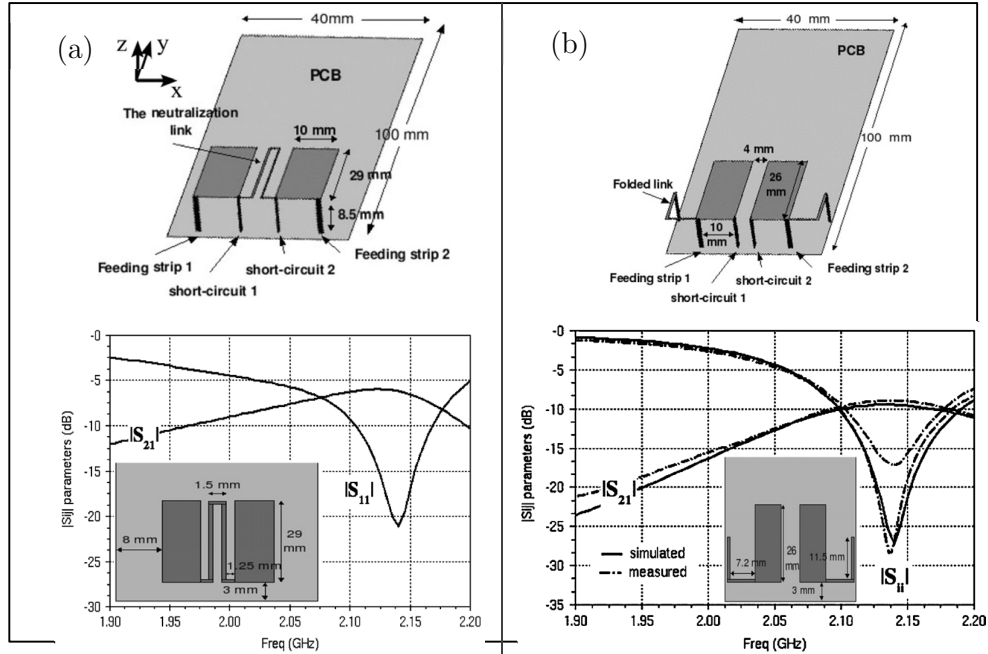 (a)
40mm
z
y
x
PCB
The neutralization
link
10 mm
100 mm
29 mm
8.5 mm
Feeding strip 1
Feeding strip 2
short-circuit 2
short-circuit 1
|Sij| parameters (dB)
-0
-5
-10
-15
-20
-25
-30
|S21|
|S11|
1.5 mm
8 mm
29
mm
1.25 mm
3 mm
1.90
1.95
2.00
2.05
2.10
2.15
2.20
Freq (GHz)
(b)
40 mm
PCB
100 mm
4 mm
26
mm
Folded link
10
mm
Feeding strip 1
Feeding strip 2
short-circuit 2
short-circuit 1
|Sij| parameters (dB)
-0
-5
-10
-15
-20
-25
-30
-35
|S21|
|Sii|
simulated
measured
7.2 mm
26
mm
11.5 mm
3 mm
1.90
1.95
2.00
2.05
2.10
2.15
2.20
Freq (GHz)